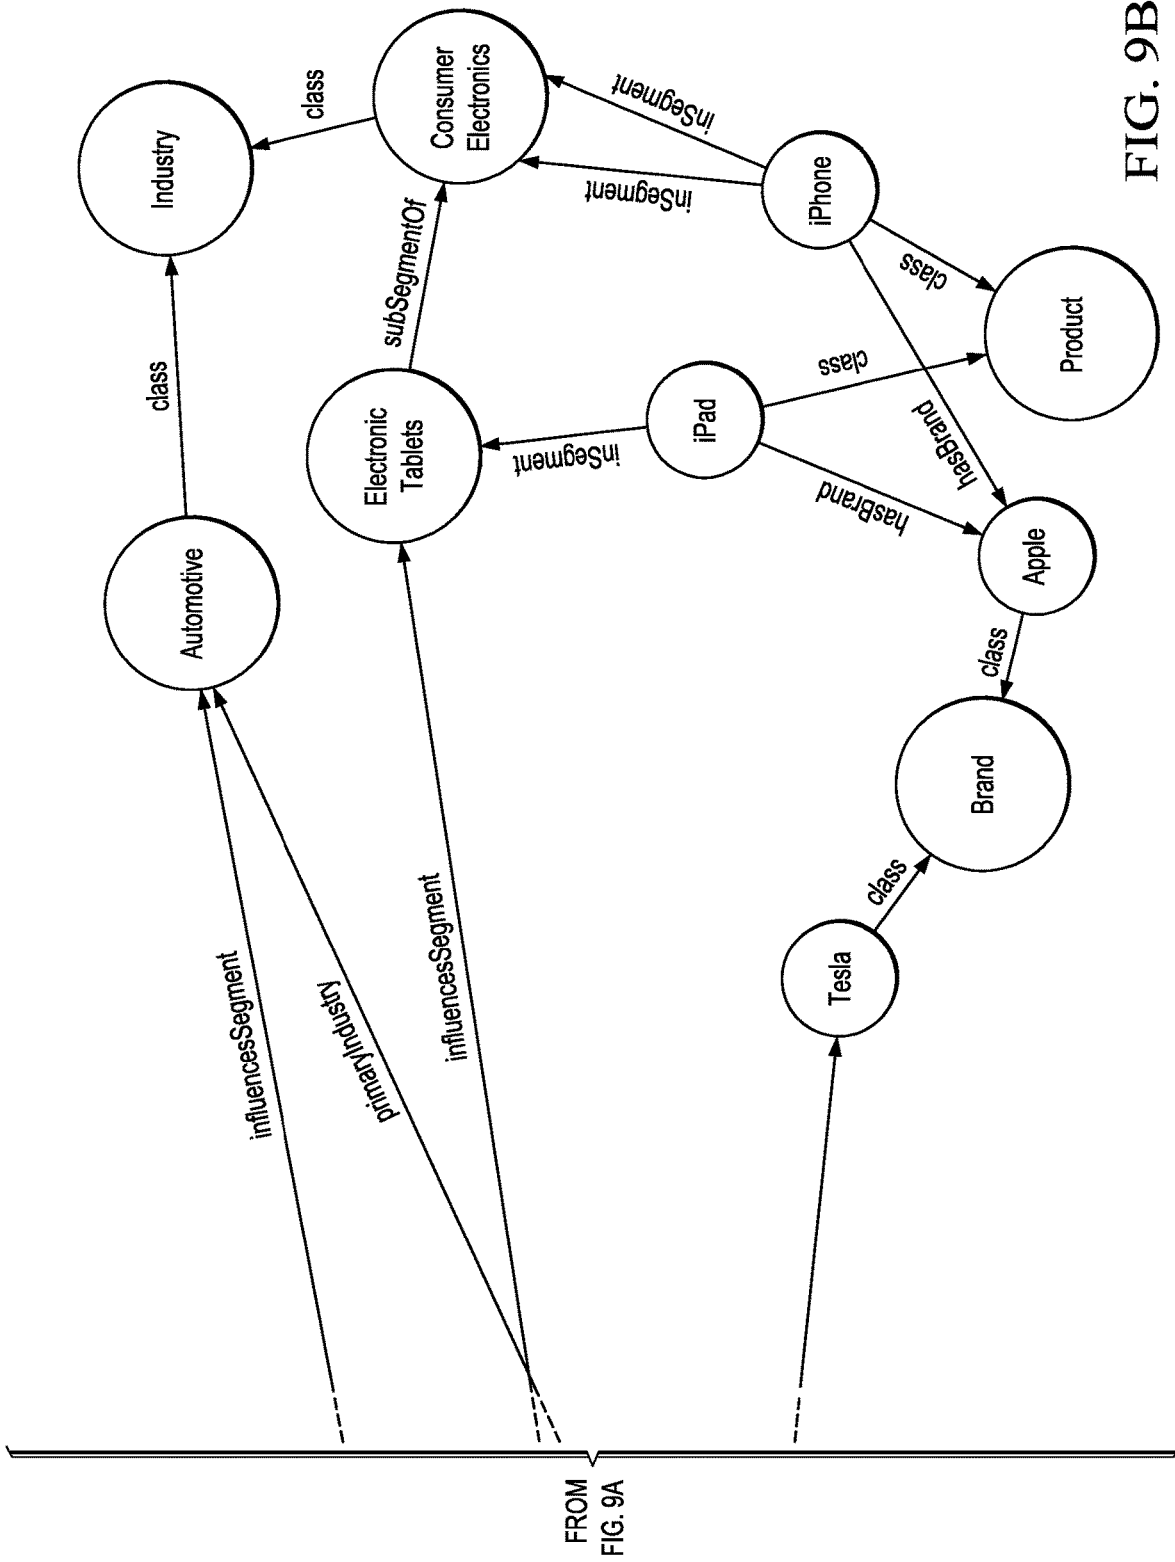 FROM
FIG. 9A
influencesSegment
primaryIndustry
influencesSegment
Automotive
class
Industry
class
Consumer
Electronics
subSegmentOf
Electronic
Tablets
inSegment
inSegment
inSegment
iPad
iPhone
class
class
hasBrand
hasBrand
Product
Apple
class
Brand
class
Tesla
FIG. 9B